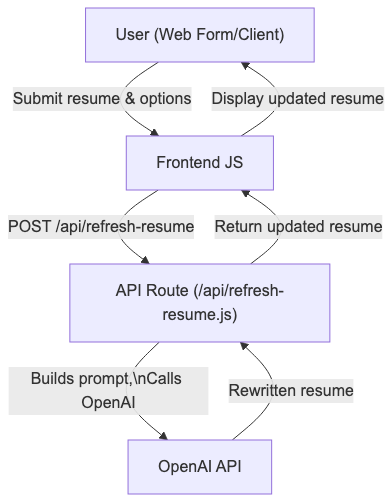 User (Web Form/Client)
Submit resume & options
Display updated resume
Frontend JS
POST /api/refresh-resume
Return updated resume
API Route (/api/refresh-
resume.js)
Builds prompt,\nCalls
OpenAI
Rewritten resume
OpenAI API